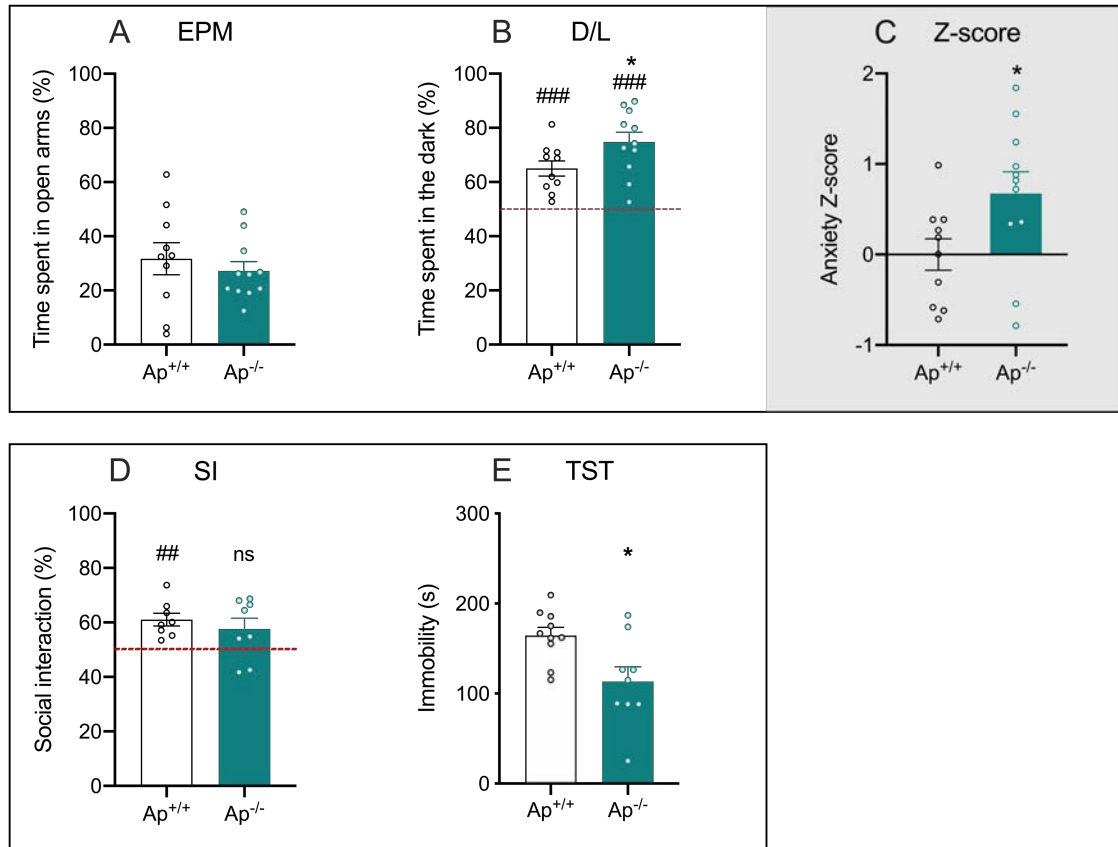 A EPM
Time spent in open arms (%)
100
80
60
40
20
0
Ap+/+ Ap-/-
B D/L
Time spent in the dark (%)
100
80
60
40
20
0
###
*
###
Ap+/+ Ap-/-
C Z-score
Anxiety Z-score
2
1
0
-1
*
Ap+/+ Ap-/-
D SI
Social interaction (%)
100
80
60
40
20
0
## ns
Ap+/+ Ap-/-
E TST
Immobility (s)
300
200
100
0
*
Ap+/+ Ap-/-